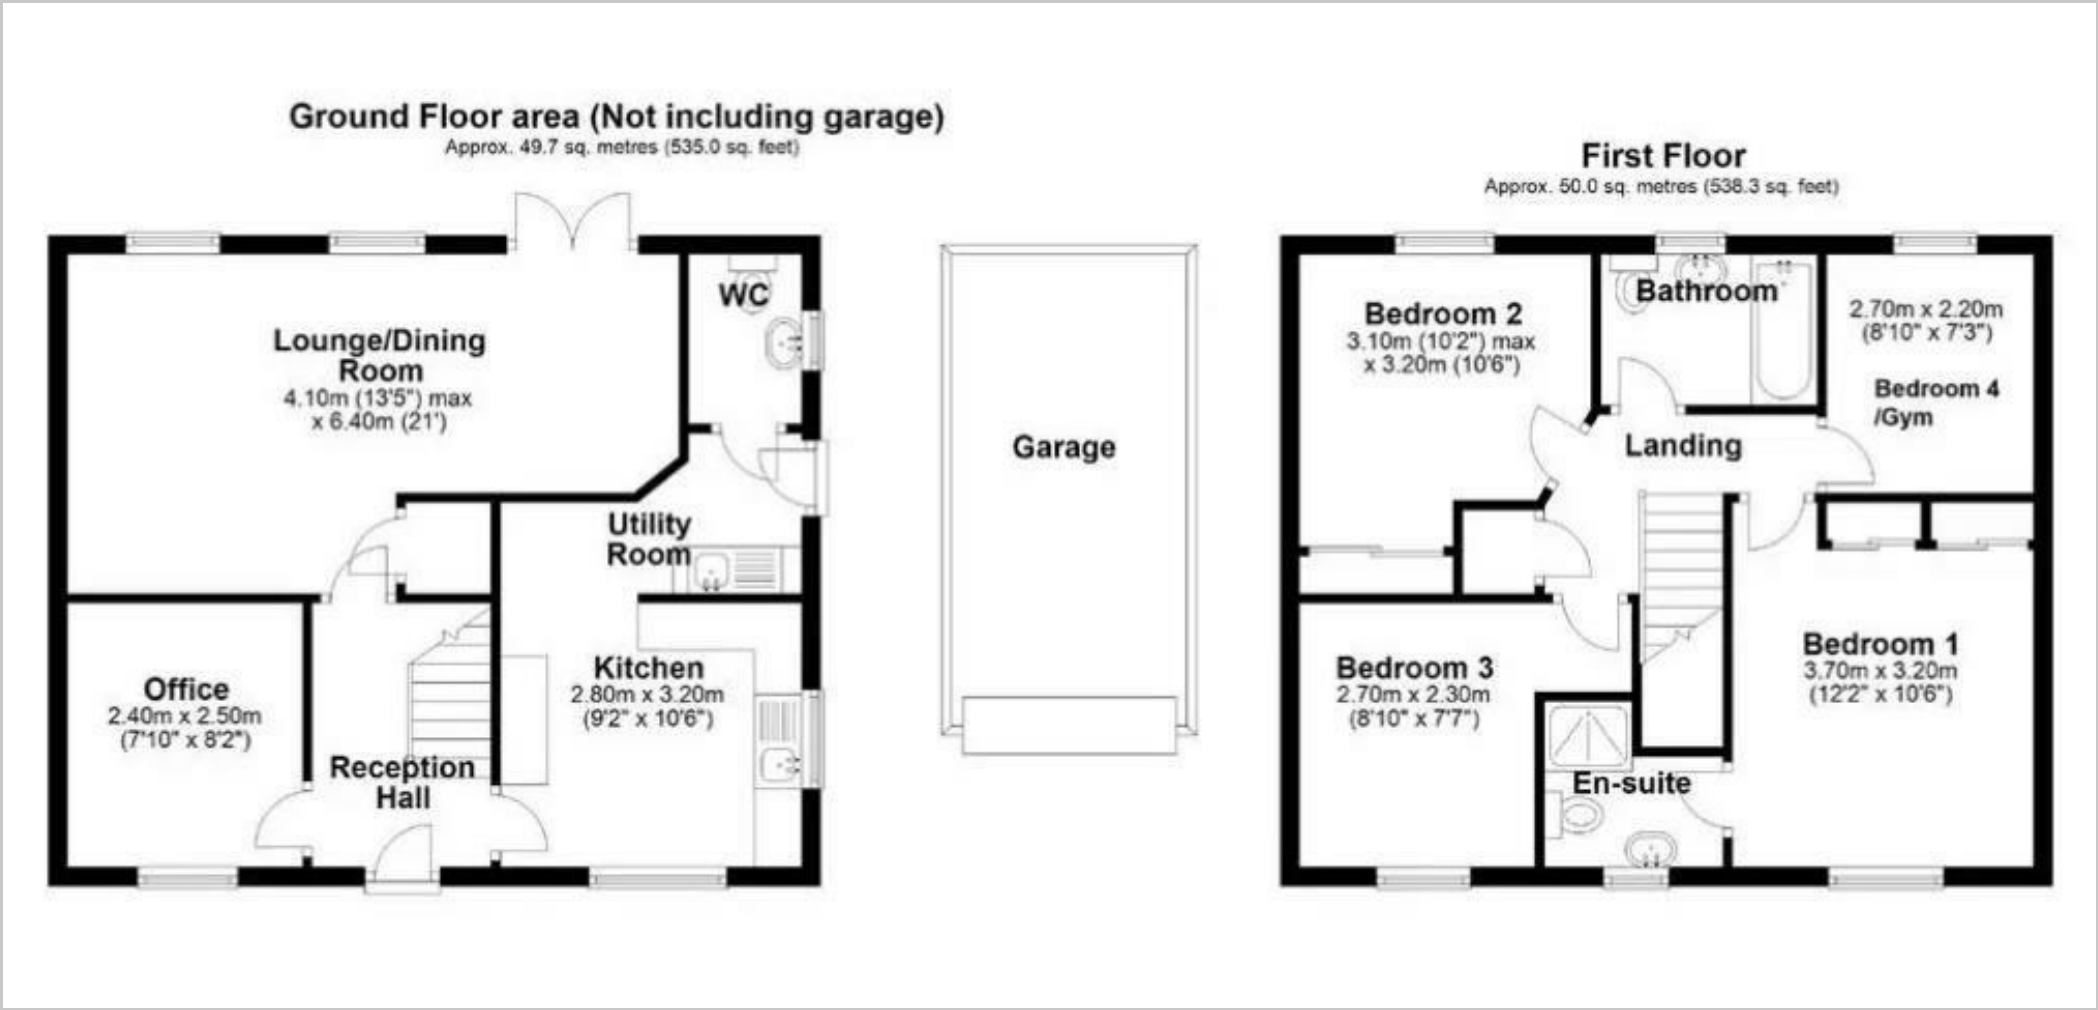 Ground Floor area (Not including garage)
Approx. 49.7 sq. metres (535.0 sq. feet)
WC
Lounge/Dining
Room
4.10m (13'5") max
x 6.40m (21')
Utility
Room
Office
2.40m x 2.50m
(7'10" x 8'2")
Reception
Hall
Kitchen
2.80m x 3.20m
(9'2" x 10'6")
Garage
First Floor
Approx. 50.0 sq. metres (538.3 sq. feet)
Bedroom 2
3.10m (10'2") max
x 3.20m (10'6")
Bathroom
2.70m x 2.20m
(8'10" x 7'3")
Bedroom 4
/Gym
Landing
Bedroom 3
2.70m x 2.30m
(8'10" x 7'7")
En-suite
Bedroom 1
3.70m x 3.20m
(12'2" x 10'6")